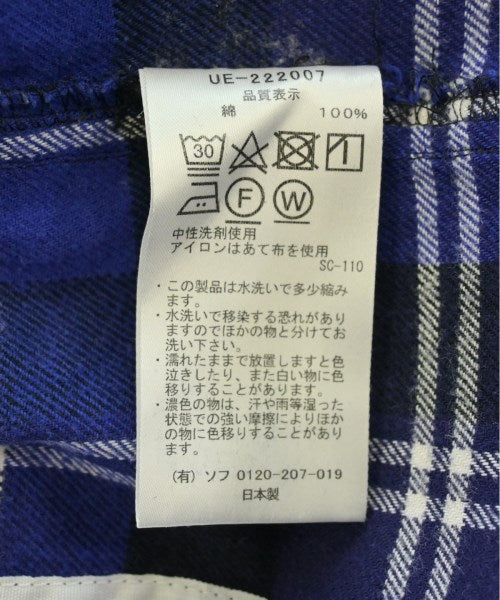 UE-222007
品質表示
綿 100%
30
F W
中性洗剤使用
アイロンはあて布を使用
SC-110
・この製品は水洗いで多少縮み
ます。
・水洗いで移染する恐れがあり
ますのでほかの物と分けてお
洗い下さい。
・濡れたままで放置しますと色
泣きしたり、また白い物に色
移りすることがあります。
・濃色の物は、汗や雨等湿った
状態での強い摩擦によりほか
の物に色移りすることがあり
ます。
(有) ソフ 0120-207-019
日本製